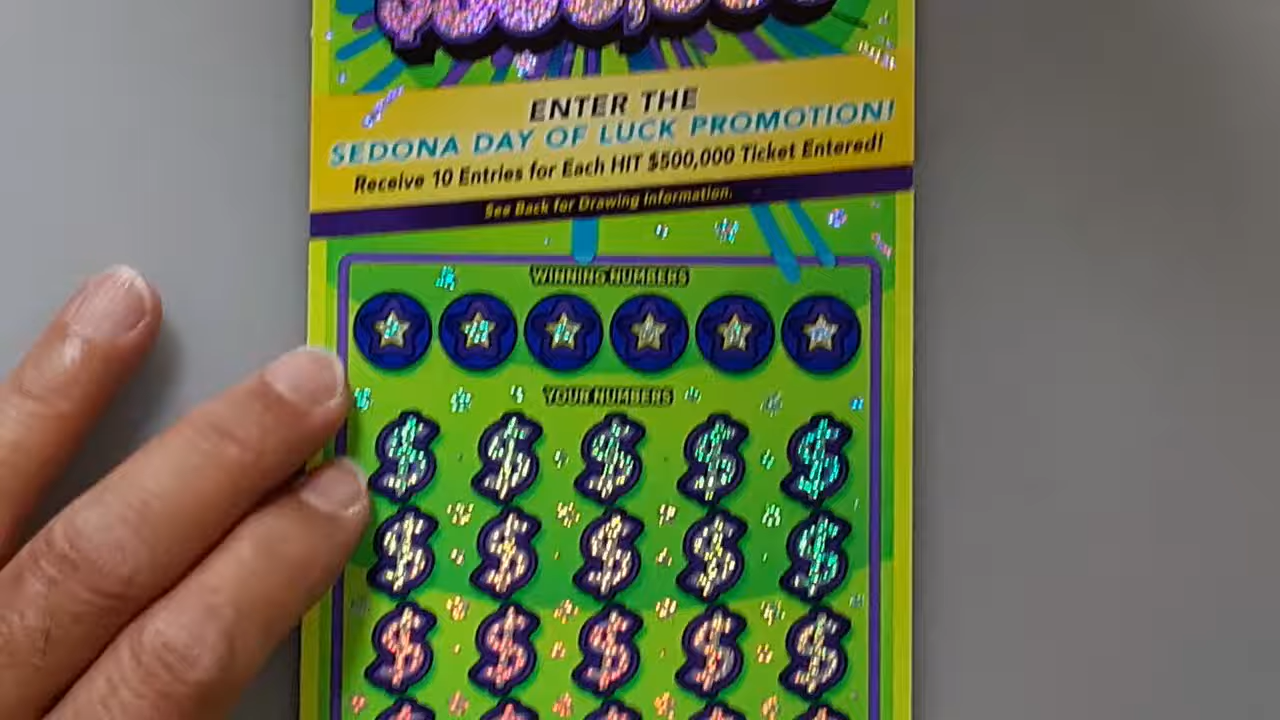 ENTER THE
SEDONA DAY OF LUCK PROMOTION!
Receive 10 Entries for Each HIT $500,000 Ticket Entered!
See Back for Drawing Information.
WINNING NUMBERS
YOUR NUMBERS
$ $ $ $ $
$ $ $ $ $
$ $ $ $ $